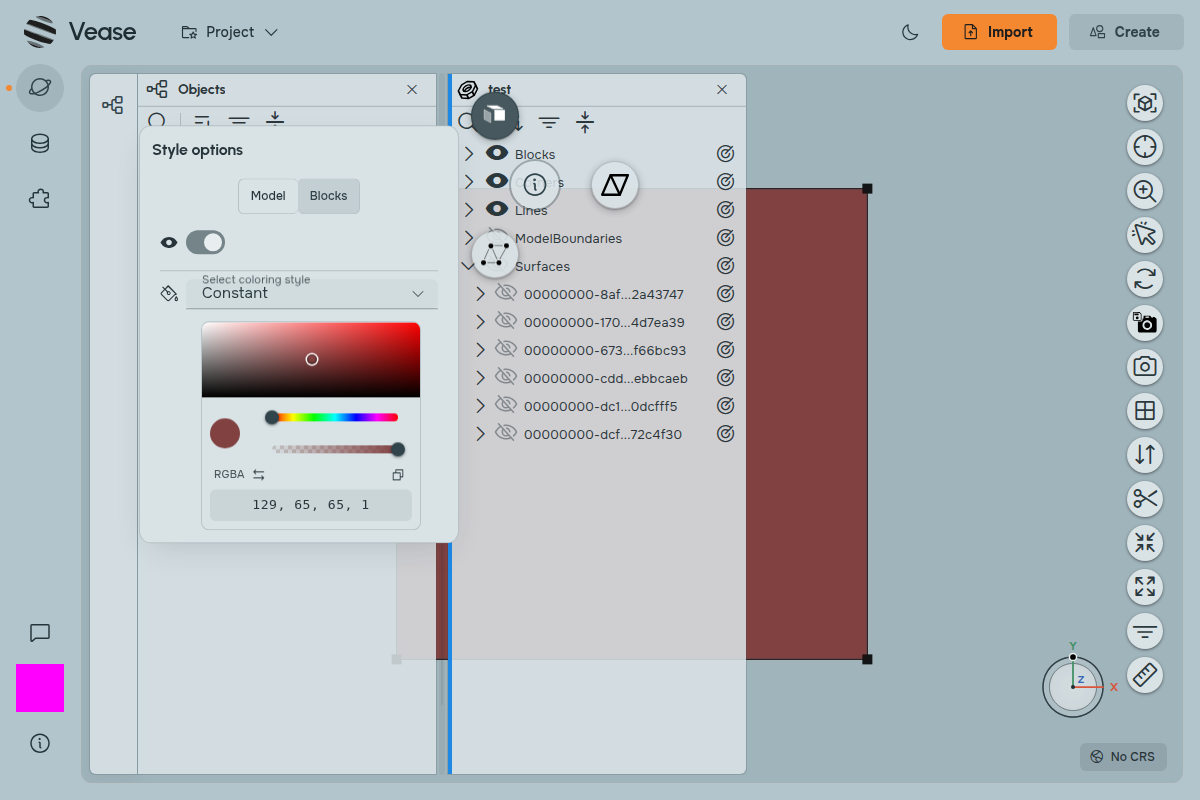 Vease
Project
Import
Create
Objects
test
Style options
Blocks
Model
Blocks
Lines
ModelBoundaries
Surfaces
Select coloring style
Constant
00000000-8af...2a43747
00000000-170...4d7ea39
00000000-673...f66bc93
00000000-cdd...ebbcaeb
00000000-dc1...0dcfff5
00000000-dcf...72c4f30
RGBA
129, 65, 65, 1
Y
Z
X
No CRS